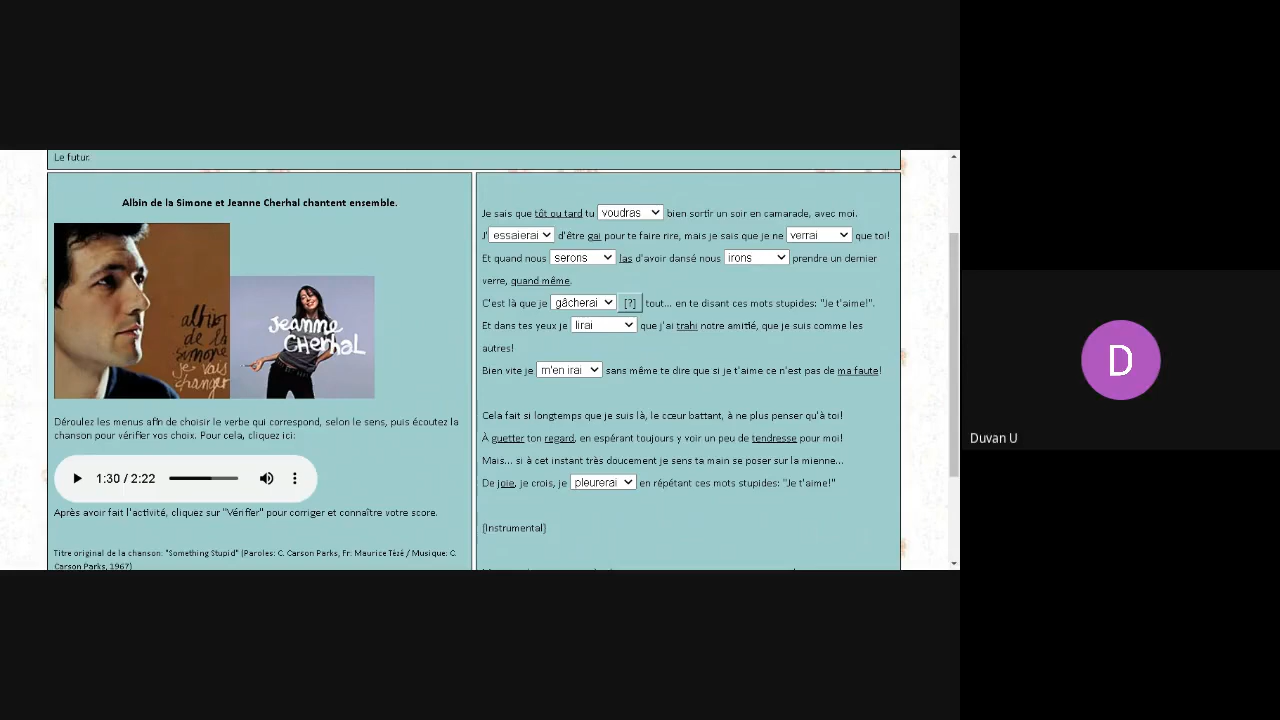 Le futur.
Albin de la Simone et Jeanne Cherhal chantent ensemble.
albin
de la
simone
je vais
changer
Jeanne
CherhaL
Déroulez les menus afin de choisir le verbe qui correspond, selon le sens, puis écoutez la
chanson pour vérifier vos choix. Pour cela, cliquez ici:
1:30 / 2:22
Après avoir fait l'activité, cliquez sur "Vérifier" pour corriger et connaître votre score.
Titre original de la chanson: "Something Stupid" (Paroles: C. Carson Parks, Fr: Maurice Tézé / Musique: C.
Carson Parks, 1967)
Je sais que tôt ou tard tu voudras bien sortir un soir en camarade, avec moi.
J'essaierai d'être gai pour te faire rire, mais je sais que je ne verrai que toi!
Et quand nous serons las d'avoir dansé nous irons prendre un dernier
verre, quand même.
C'est là que je gâcherai [?] tout... en te disant ces mots stupides: "Je t'aime!".
Et dans tes yeux je lirai que j'ai trahi notre amitié, que je suis comme les
autres!
Bien vite je m'en irai sans même te dire que si je t'aime ce n'est pas de ma faute!
Cela fait si longtemps que je suis là, le cœur battant, à ne plus penser qu'à toi!
À guetter ton regard, en espérant toujours y voir un peu de tendresse pour moi!
Mais... si à cet instant très doucement je sens ta main se poser sur la mienne...
De joie, je crois, je pleurerai en répétant ces mots stupides: "Je t'aime!"
[Instrumental]
D
Duvan U